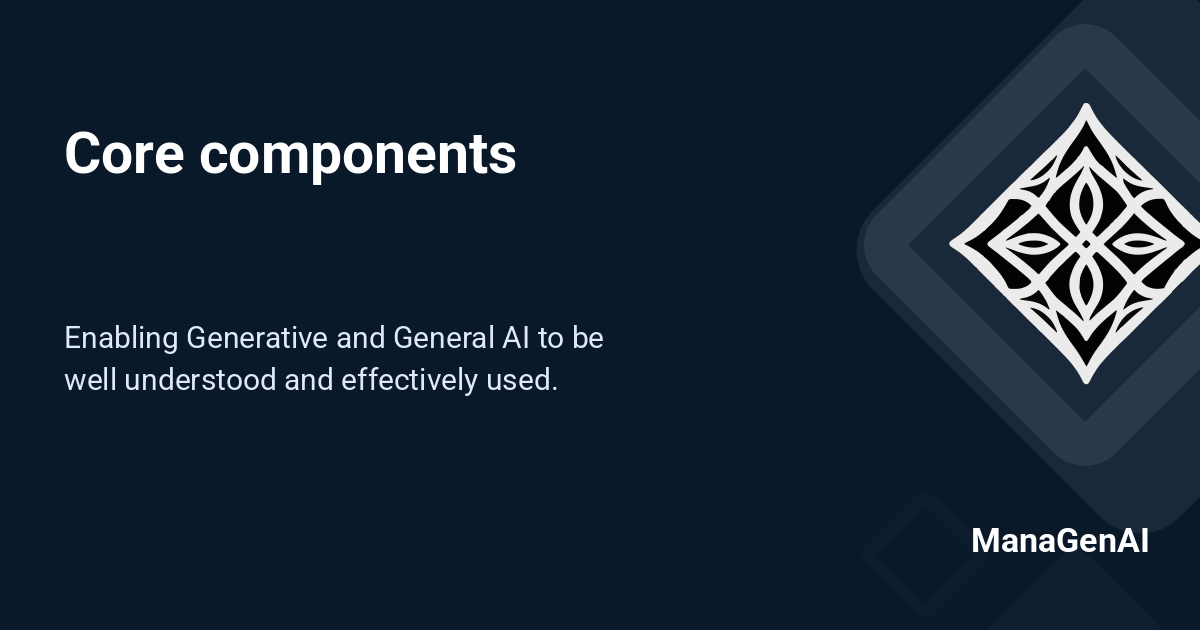 Core components
Enabling Generative and General AI to be
well understood and effectively used.
ManaGenAI